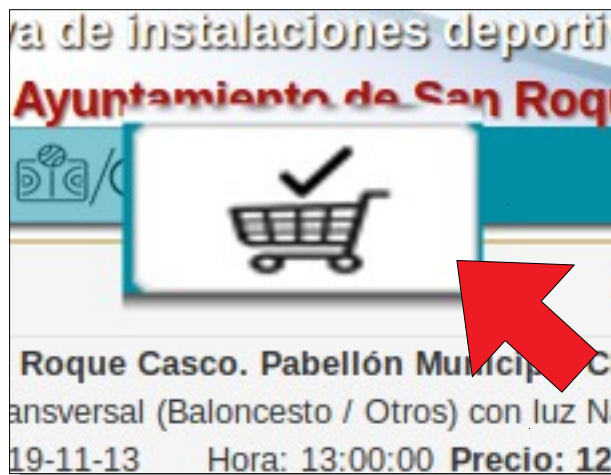 va de instalaciones deporti
Ayuntamiento de San Roqu
Roque Casco. Pabellón Municip
ansversal (Baloncesto / Otros) con luz N
19-11-13 Hora: 13:00:00 Precio: 12